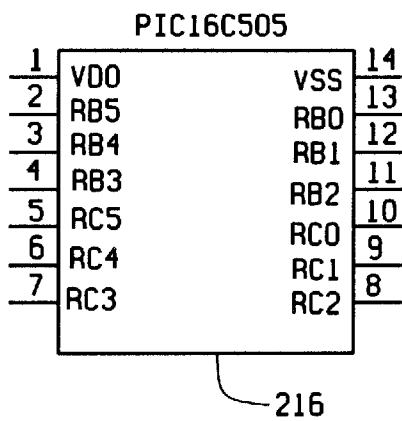 PIC16C505
1 VDO VSS 14
2 RB5 RB0 13
3 RB4 RB1 12
4 RB3 RB2 11
5 RC5 RC0 10
6 RC4 RC1 9
7 RC3 RC2 8
216